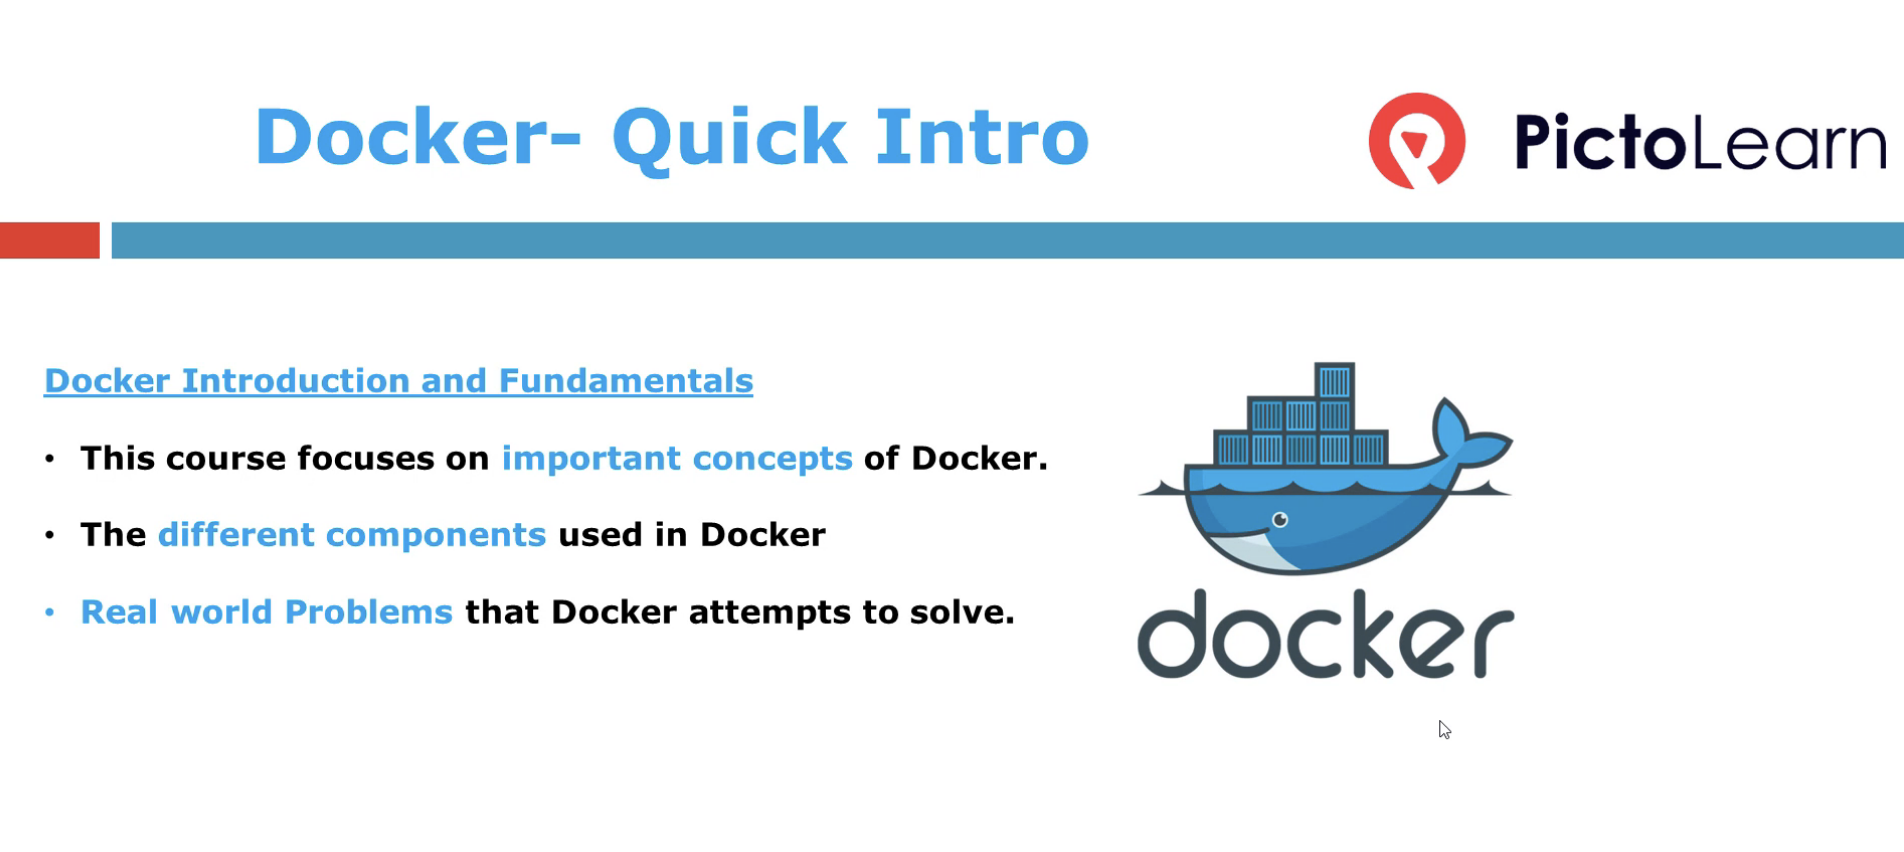 Docker- Quick Intro
PictoLearn
Docker Introduction and Fundamentals
• This course focuses on important concepts of Docker.
• The different components used in Docker
• Real world Problems that Docker attempts to solve.
docker